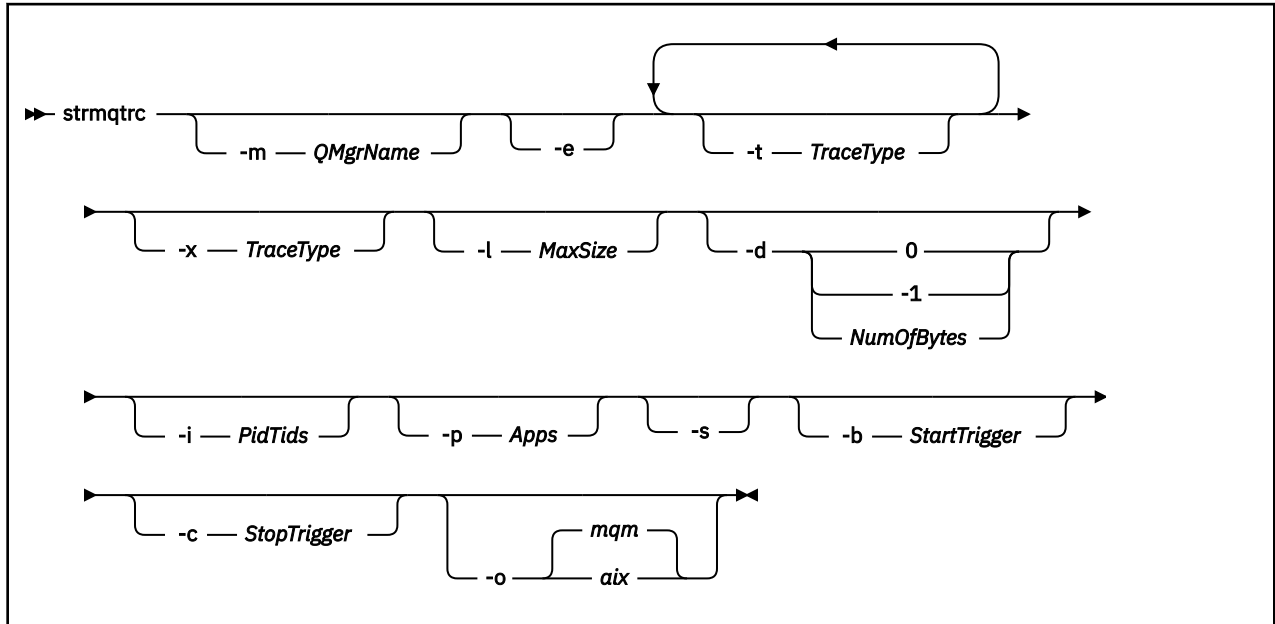 strmqtrc -m QMgrName -e -t TraceType
-x TraceType -l MaxSize -d 0
-1
NumOfBytes
-i PidTids -p Apps -s -b StartTrigger
-c StopTrigger mqm
-o aix